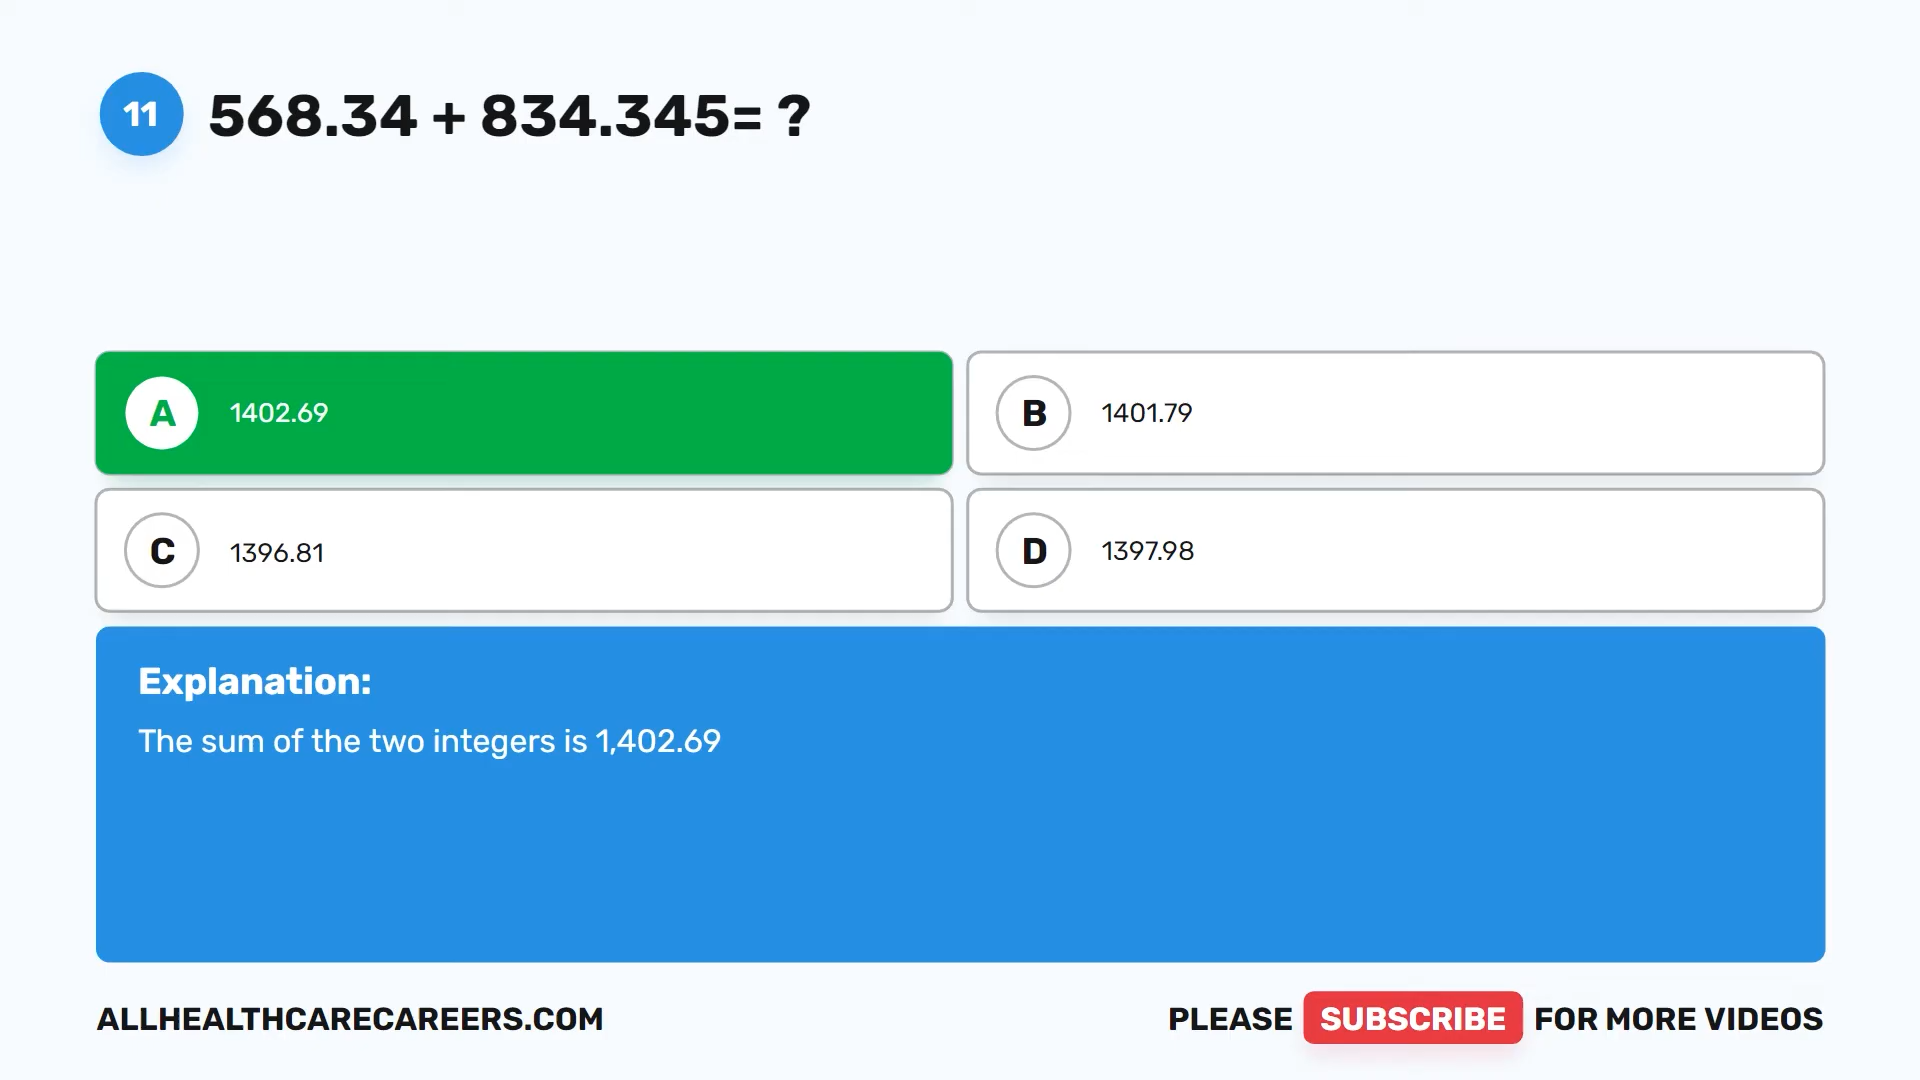 11
568.34 + 834.345= ?
A 1402.69
B 1401.79
C 1396.81
D 1397.98
Explanation:
The sum of the two integers is 1,402.69
ALLHEALTHCARECAREERS.COM
PLEASE SUBSCRIBE FOR MORE VIDEOS